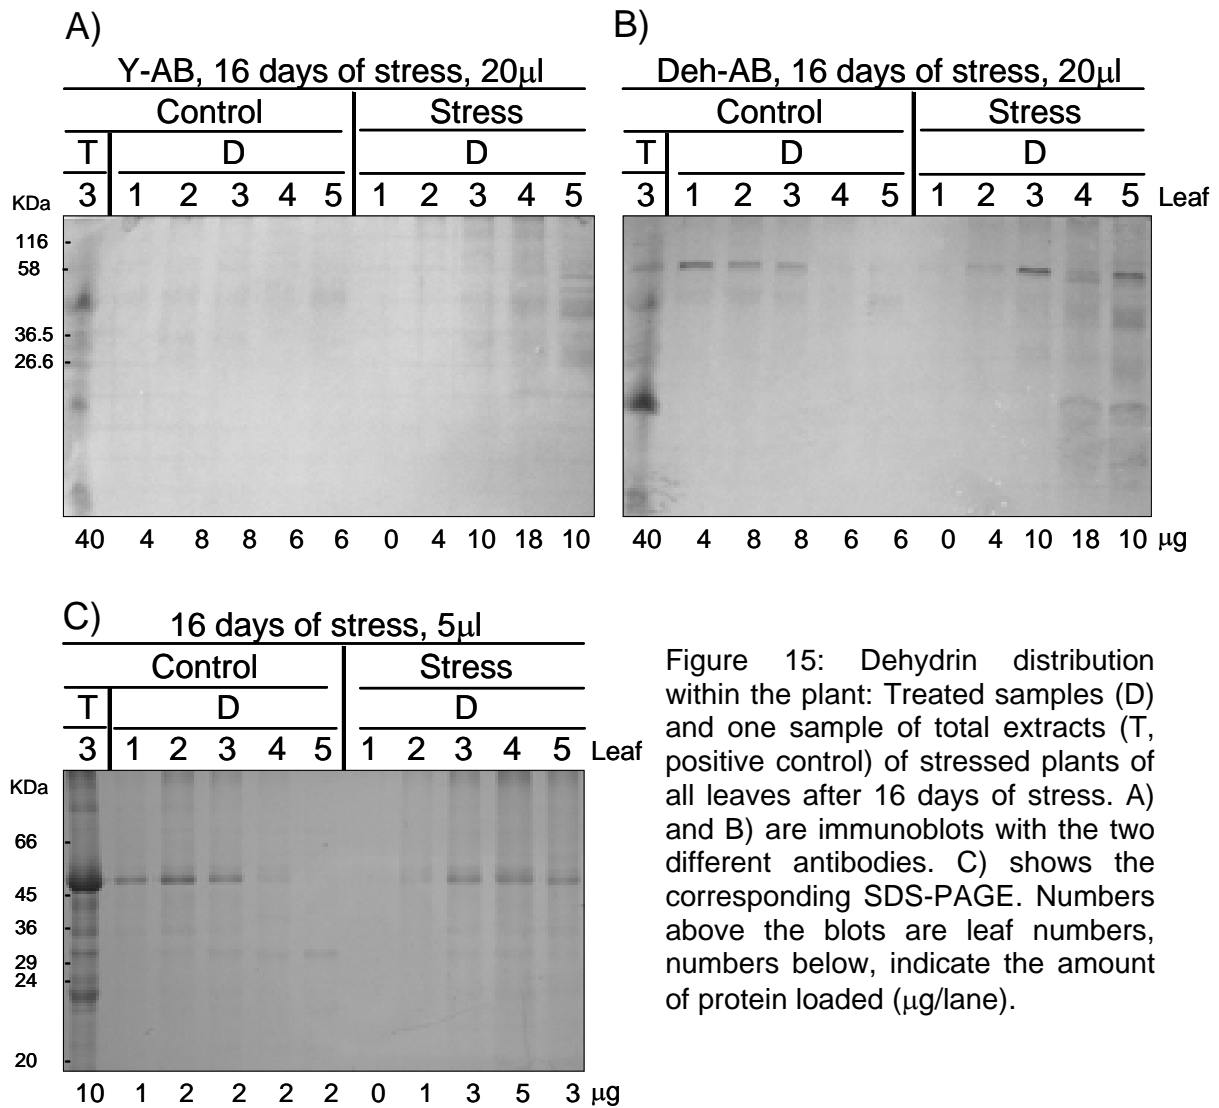 A)
Y-AB, 16 days of stress, 20µl
Control Stress
T D D
KDa 3 1 2 3 4 5 1 2 3 4 5
116
58
36.5
26.6
40 4 8 8 6 6 0 4 10 18 10
B)
Deh-AB, 16 days of stress, 20µl
Control Stress
T D D
3 1 2 3 4 5 1 2 3 4 5 Leaf
40 4 8 8 6 6 0 4 10 18 10 µg
C)
16 days of stress, 5µl
Control Stress
T D D
3 1 2 3 4 5 1 2 3 4 5 Leaf
KDa
66
45
36
29
24
20
10 1 2 2 2 2 0 1 3 5 3 µg
Figure 15: Dehydrin distribution
within the plant: Treated samples (D)
and one sample of total extracts (T,
positive control) of stressed plants of
all leaves after 16 days of stress. A)
and B) are immunoblots with the two
different antibodies. C) shows the
corresponding SDS-PAGE. Numbers
above the blots are leaf numbers,
numbers below, indicate the amount
of protein loaded (µg/lane).